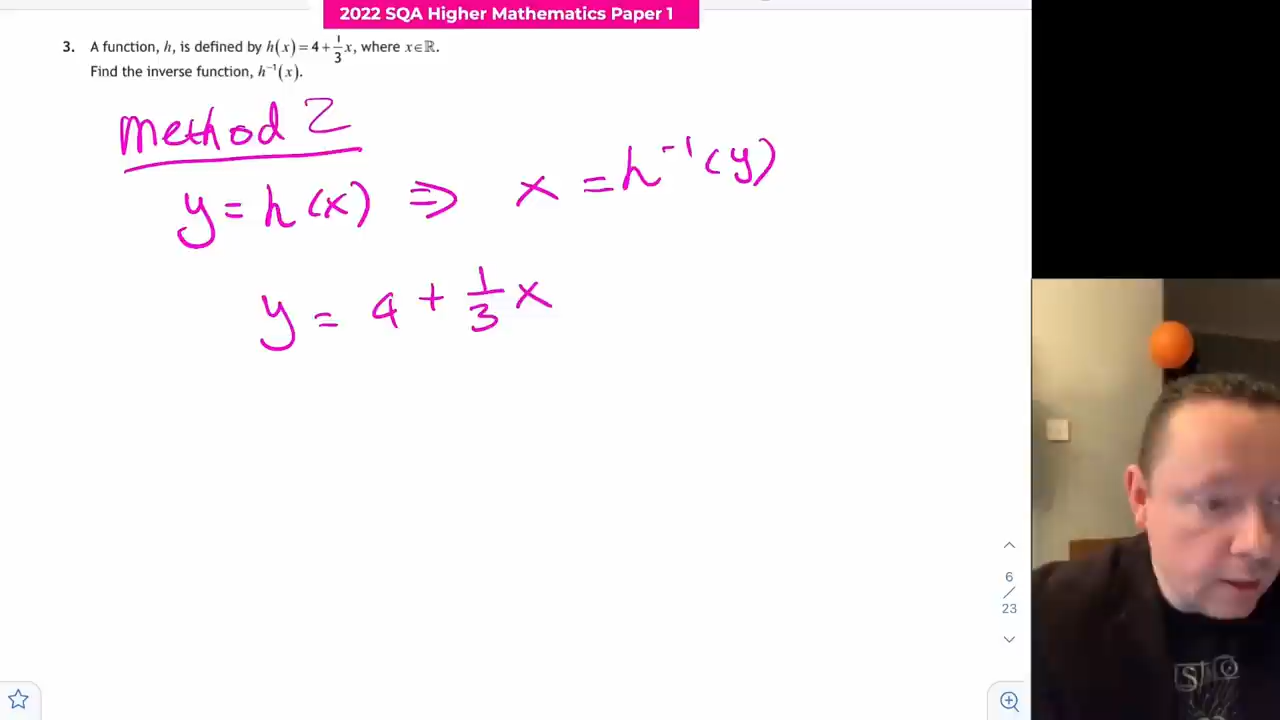 2022 SQA Higher Mathematics Paper 1
3. A function, h, is defined by h(x) = 4 + 1/3 x, where x∈ℝ.
Find the inverse function, h⁻¹(x).
method 2
y = h(x) ⇒ x = h⁻¹(y)
y = 4 + 1/3 x
6
/
23